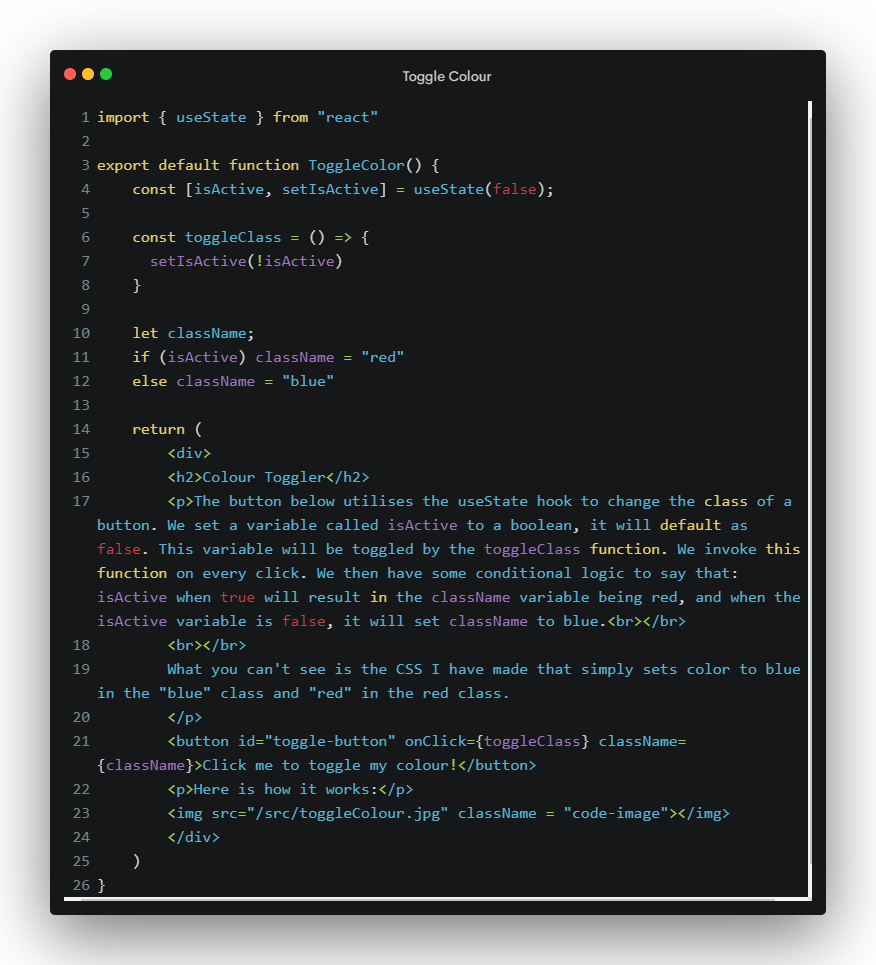 Toggle Colour
1 import { useState } from "react"
2
3 export default function ToggleColor() {
4     const [isActive, setIsActive] = useState(false);
5
6     const toggleClass = () => {
7       setIsActive(!isActive)
8     }
9
10     let className;
11     if (isActive) className = "red"
12     else className = "blue"
13
14     return (
15         <div>
16         <h2>Colour Toggler</h2>
17         <p>The button below utilises the useState hook to change the class of a
button. We set a variable called isActive to a boolean, it will default as
false. This variable will be toggled by the toggleClass function. We invoke this
function on every click. We then have some conditional logic to say that:
isActive when true will result in the className variable being red, and when the
isActive variable is false, it will set className to blue.<br></br>
18         <br></br>
19         What you can't see is the CSS I have made that simply sets color to blue
in the "blue" class and "red" in the red class.
20         </p>
21         <button id="toggle-button" onClick={toggleClass} className=
{className}>Click me to toggle my colour!</button>
22         <p>Here is how it works:</p>
23         <img src="/src/toggleColour.jpg" className = "code-image"></img>
24         </div>
25     )
26 }